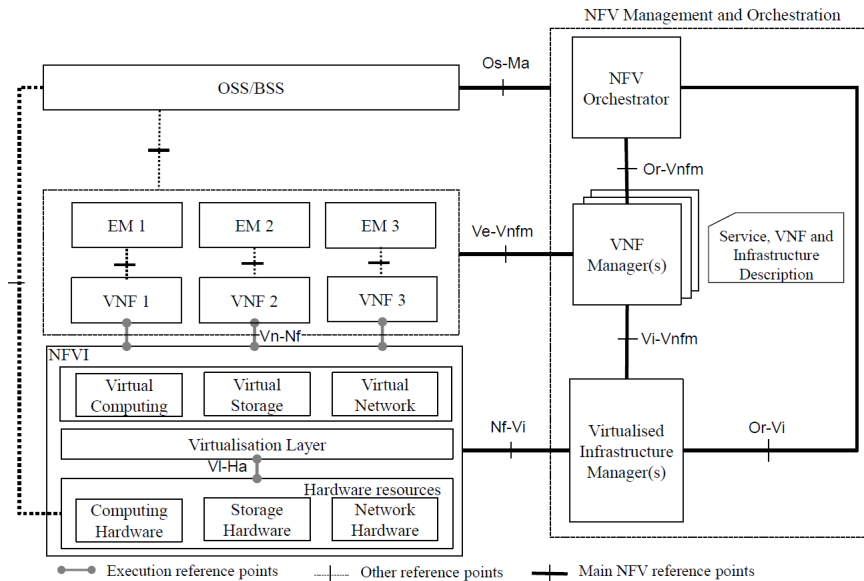 NFV Management and Orchestration
OSS/BSS
Os-Ma
NFV
Orchestrator
Or-Vnfm
EM 1
EM 2
EM 3
Ve-Vnfm
VNF
Manager(s)
Service, VNF and
Infrastructure
Description
VNF 1
VNF 2
VNF 3
Vn-Nf
Vi-Vnfm
NFVI
Virtual
Computing
Virtual
Storage
Virtual
Network
Nf-Vi
Virtualised
Infrastructure
Manager(s)
Or-Vi
Virtualisation Layer
Vl-Ha
Hardware resources
Computing
Hardware
Storage
Hardware
Network
Hardware
Execution reference points
Other reference points
Main NFV reference points